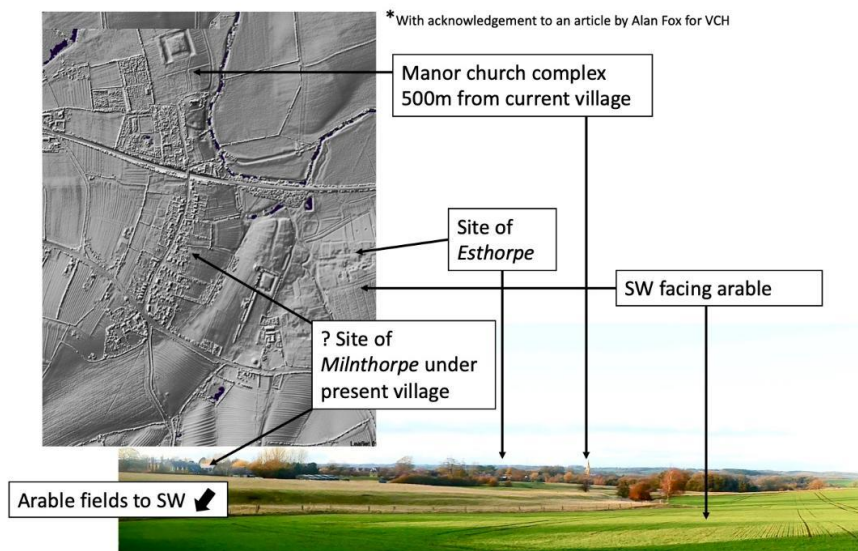 *With acknowledgement to an article by Alan Fox for VCH
Manor church complex
500m from current village
Site of
Esthorpe
SW facing arable
? Site of
Milnthorpe under
present village
Leaflet
Arable fields to SW